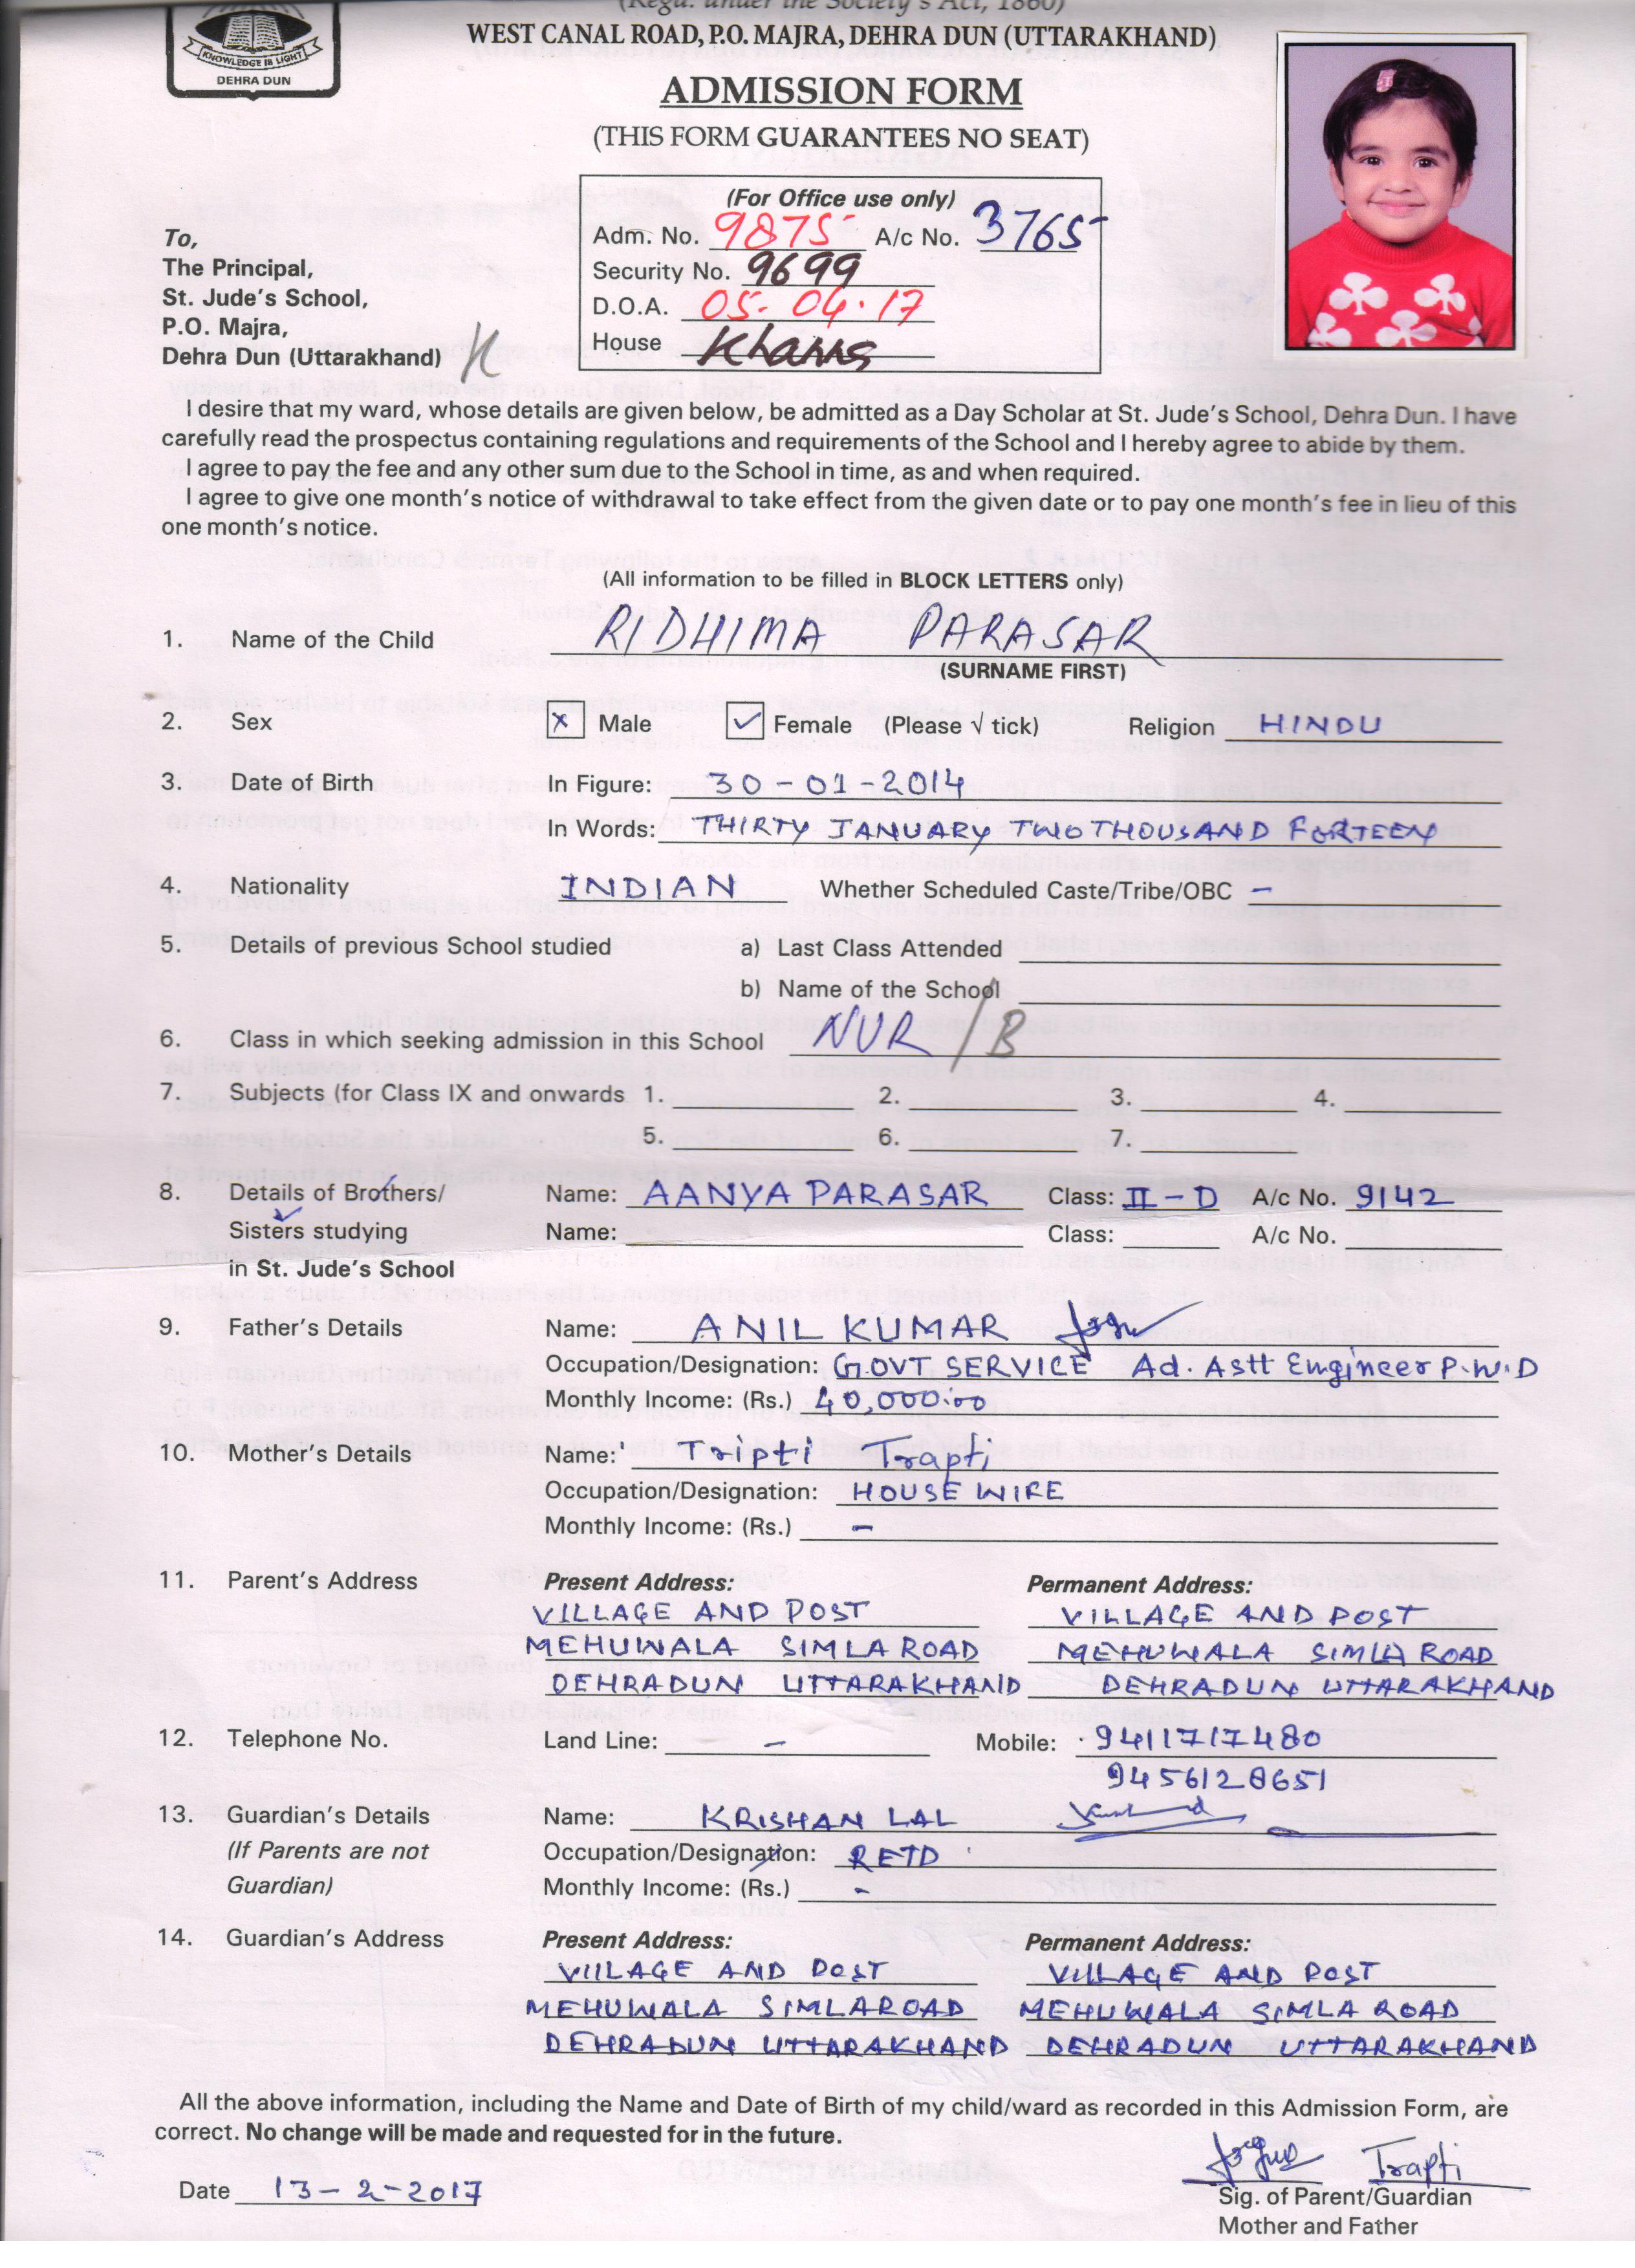 (Regd. under the Society's Act, 1860)
WEST CANAL ROAD, P.O. MAJRA, DEHRA DUN (UTTARAKHAND)
KNOWLEDGE IS LIGHT
DEHRA DUN
ADMISSION FORM
(THIS FORM GUARANTEES NO SEAT)
(For Office use only)
Adm. No. 9875 A/c No. 3765
Security No. 9699
D.O.A. 05-04-17
House Khanna
To,
The Principal,
St. Jude's School,
P.O. Majra,
Dehra Dun (Uttarakhand)
I desire that my ward, whose details are given below, be admitted as a Day Scholar at St. Jude's School, Dehra Dun. I have
carefully read the prospectus containing regulations and requirements of the School and I hereby agree to abide by them.
I agree to pay the fee and any other sum due to the School in time, as and when required.
I agree to give one month's notice of withdrawal to take effect from the given date or to pay one month's fee in lieu of this
one month's notice.
(All information to be filled in BLOCK LETTERS only)
1. Name of the Child RIDHIMA PARASAR
(SURNAME FIRST)
2. Sex x Male ✓ Female (Please √ tick) Religion HINDU
3. Date of Birth In Figure: 30-01-2014
In Words: THIRTY JANUARY TWO THOUSAND FORTEEN
4. Nationality INDIAN Whether Scheduled Caste/Tribe/OBC –
5. Details of previous School studied a) Last Class Attended
b) Name of the School
6. Class in which seeking admission in this School NUR / B
7. Subjects (for Class IX and onwards 1. 2. 3. 4.
5. 6. 7.
8. Details of Brothers/ Name: AANYA PARASAR Class: II-D A/c No. 9142
Sisters studying Name: Class: A/c No.
in St. Jude's School
9. Father's Details Name: ANIL KUMAR
Occupation/Designation: GOVT SERVICE Ad. Astt Engineer P.W.D
Monthly Income: (Rs.) 40,000.00
10. Mother's Details Name: Tripti Trapti
Occupation/Designation: HOUSE WIRE
Monthly Income: (Rs.) –
11. Parent's Address Present Address: Permanent Address:
VILLAGE AND POST VILLAGE AND POST
MEHUWALA SIMLA ROAD MEHUWALA SIMLA ROAD
DEHRADUN UTTARAKHAND DEHRADUN UTTARAKHAND
12. Telephone No. Land Line: – Mobile: 9411717480
9456128651
13. Guardian's Details Name: KRISHAN LAL
(If Parents are not Occupation/Designation: RETD
Guardian) Monthly Income: (Rs.) -
14. Guardian's Address Present Address: Permanent Address:
VILLAGE AND POST VILLAGE AND POST
MEHUWALA SIMLA ROAD MEHUWALA SIMLA ROAD
DEHRADUN UTTARAKHAND DEHRADUN UTTARAKHAND
All the above information, including the Name and Date of Birth of my child/ward as recorded in this Admission Form, are
correct. No change will be made and requested for in the future.
Trapti
Date 13-2-2017
Sig. of Parent/Guardian
Mother and Father